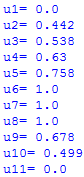 u1= 0.0
u2= 0.442
u3= 0.538
u4= 0.63
u5= 0.758
u6= 1.0
u7= 1.0
u8= 1.0
u9= 0.678
u10= 0.499
u11= 0.0